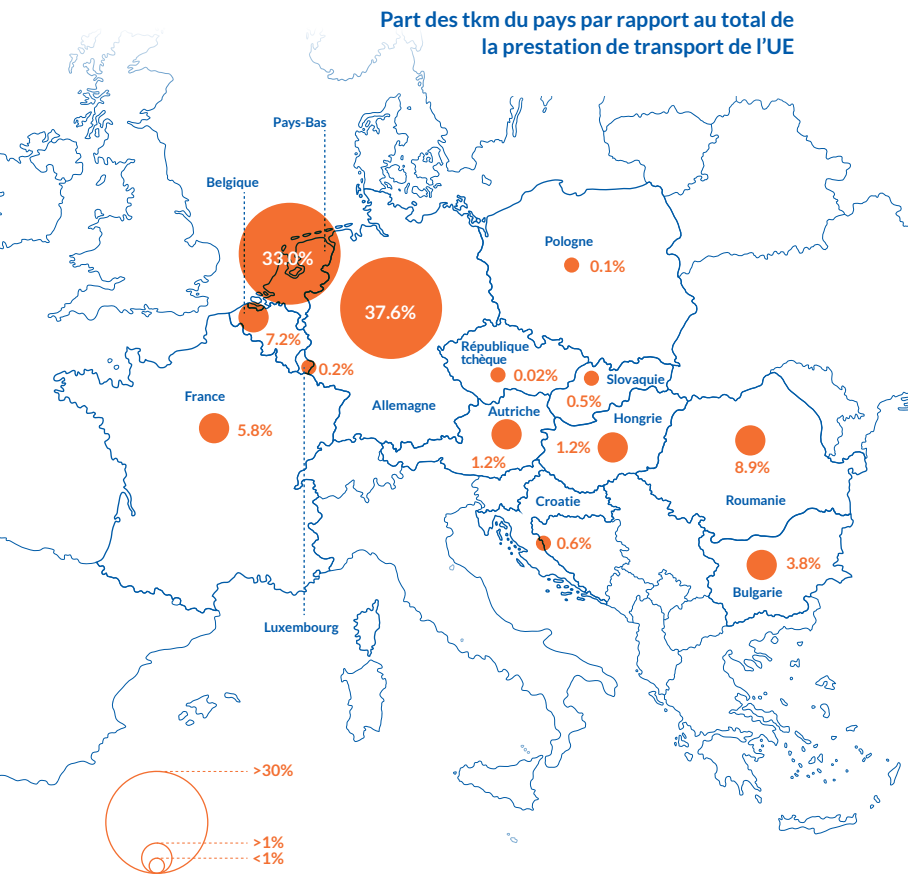 Part des tkm du pays par rapport au total de
la prestation de transport de l’UE
Pays-Bas
Belgique
33.0%
Pologne
0.1%
37.6%
7.2%
République
tchèque
0.02%
0.2%
Slovaquie
0.5%
France
5.8%
Allemagne
Autriche
1.2%
Hongrie
1.2%
8.9%
Roumanie
Croatie
0.6%
3.8%
Bulgarie
Luxembourg
>30%
>1%
<1%